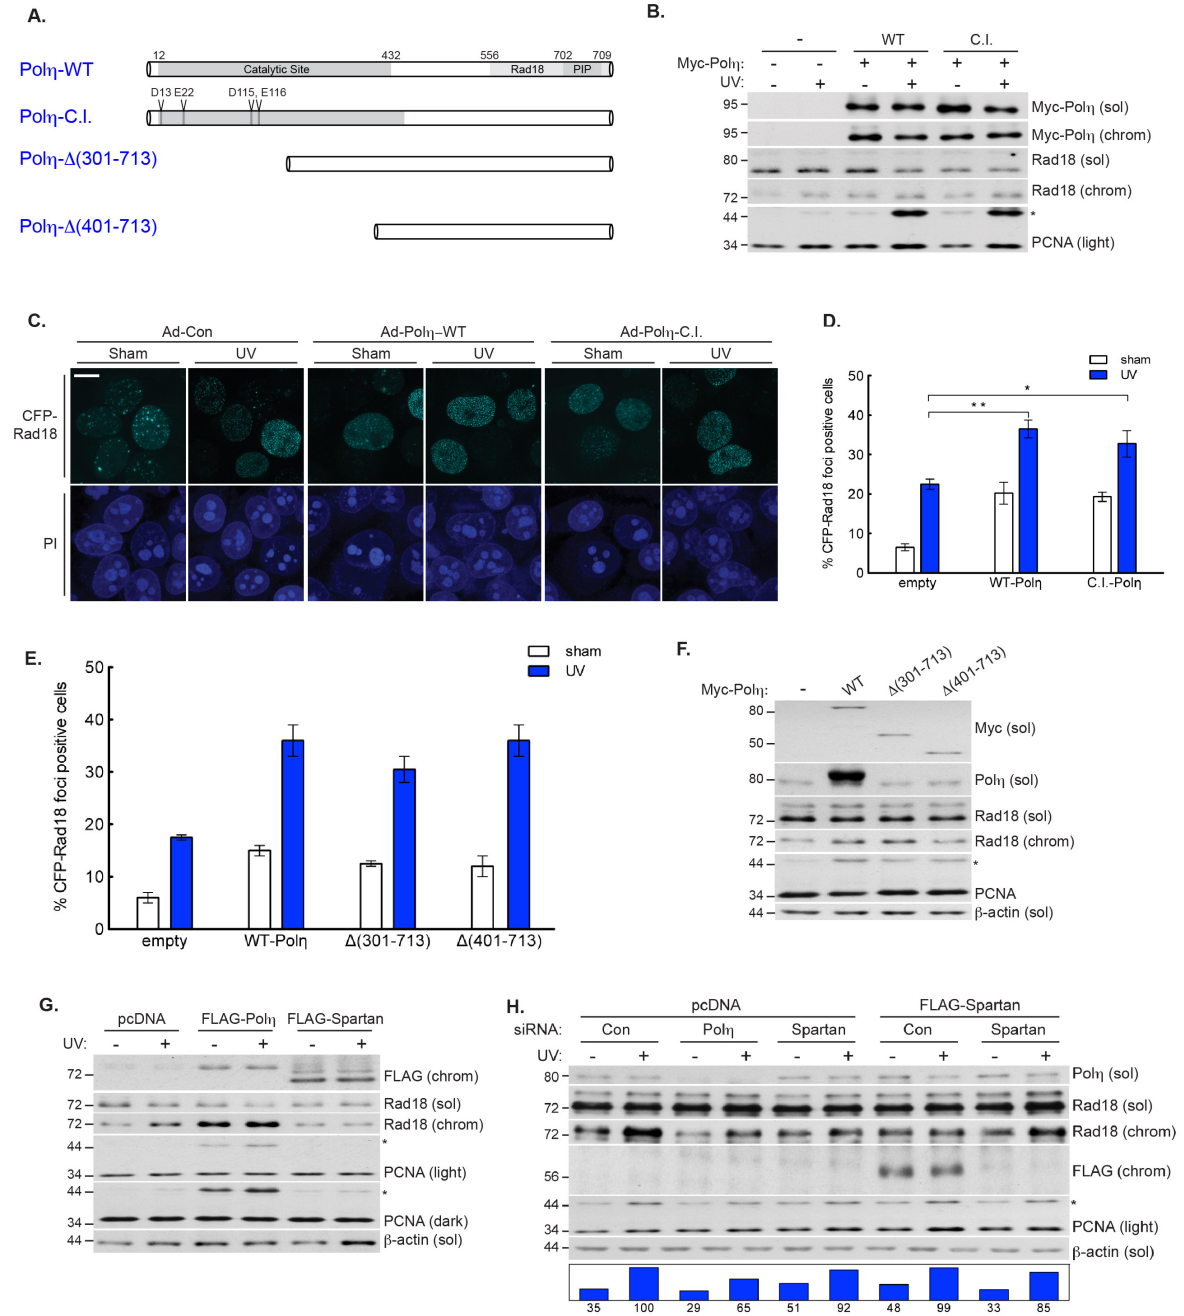 A.
12 432 556 702 709
Polη-WT Catalytic Site Rad18 PIP
D13 E22 D115, E116
Polη-C.I.
Polη-Δ(301-713)
Polη-Δ(401-713)
B.
- WT C.I.
Myc-Polη: - - + + + +
UV: - + - + - +
95 Myc-Polη (sol)
95 Myc-Polη (chrom)
80 Rad18 (sol)
Rad18 (chrom)
72
44 *
34 PCNA (light)
C.
Ad-Con Ad-Polη–WT Ad-Polη-C.I.
Sham UV Sham UV Sham UV
CFP-
Rad18
PI
D.
sham
UV
50
40
30
20
10
0
* 
**
% CFP-Rad18 foci positive cells
empty WT-Polη C.I.-Polη
E.
sham
UV
50
40
30
20
10
0
% CFP-Rad18 foci positive cells
empty WT-Polη Δ(301-713) Δ(401-713)
F.
Myc-Polη: - WT Δ(301-713) Δ(401-713)
80
Myc (sol)
50
80 Polη (sol)
72 Rad18 (sol)
72 Rad18 (chrom)
44 *
34 PCNA
44 β-actin (sol)
G.
pcDNA FLAG-Polη FLAG-Spartan
UV: - + - + - +
72 FLAG (chrom)
72 Rad18 (sol)
72 Rad18 (chrom)
44 *
34 PCNA (light)
44 *
34 PCNA (dark)
44 β-actin (sol)
H.
pcDNA FLAG-Spartan
siRNA: Con Polη Spartan Con Spartan
UV: - + - + - + - + - +
80 Polη (sol)
72 Rad18 (sol)
72 Rad18 (chrom)
56 FLAG (chrom)
44 *
34 PCNA (light)
44 β-actin (sol)
35 100 29 65 51 92 48 99 33 85